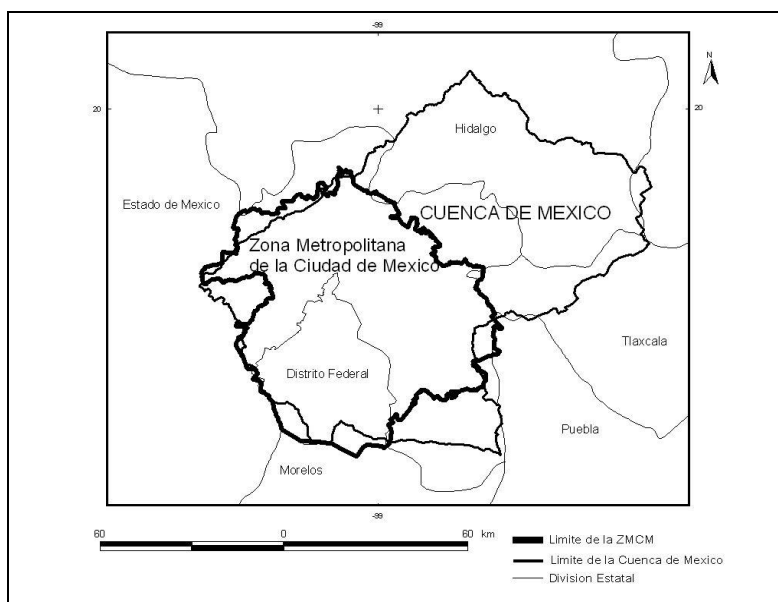 -99
N
20
20
Hidalgo
Estado de Mexico
CUENCA DE MEXICO
Zona Metropolitana
de la Ciudad de Mexico
Tlaxcala
Distrito Federal
Puebla
Morelos
-99
60
0
60
km
Limite de la ZMCM
Limite de la Cuenca de Mexico
Division Estatal